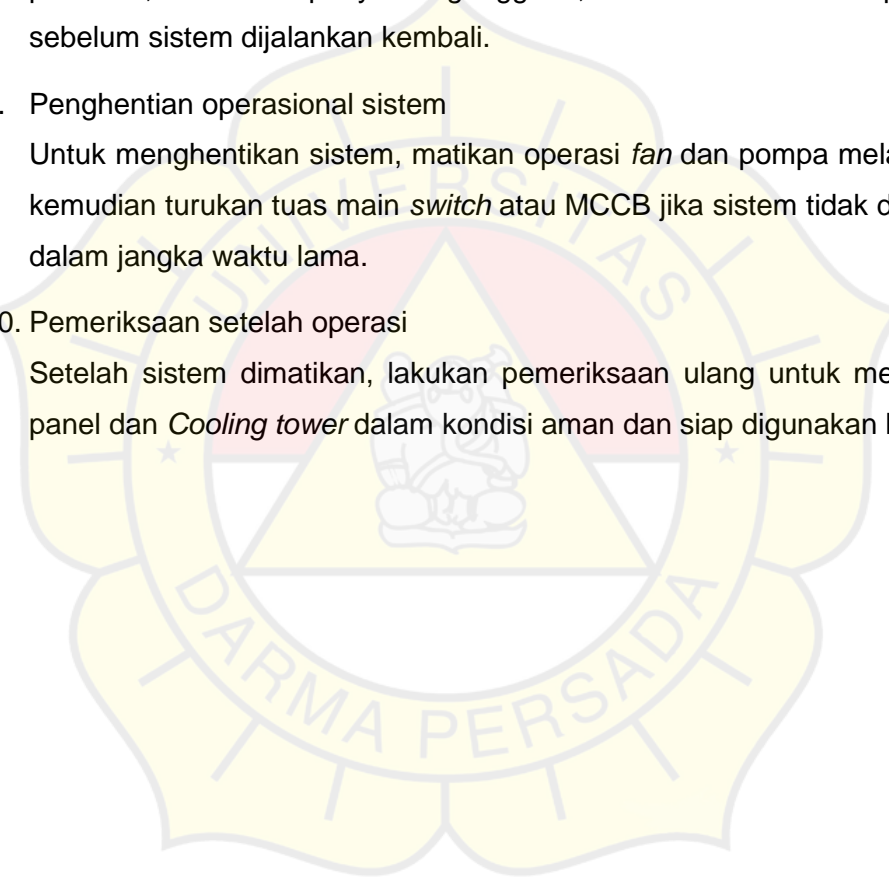 sebelum sistem dijalankan kembali.
. Penghentian operasional sistem
Untuk menghentikan sistem, matikan operasi fan dan pompa
kemudian turukan tuas main switch atau MCCB jika sistem tidak
dalam jangka waktu lama.
0. Pemeriksaan setelah operasi
Setelah sistem dimatikan, lakukan pemeriksaan ulang untuk
panel dan Cooling tower dalam kondisi aman dan siap digunakan
UNIVERSITAS
DARMA PERSADA